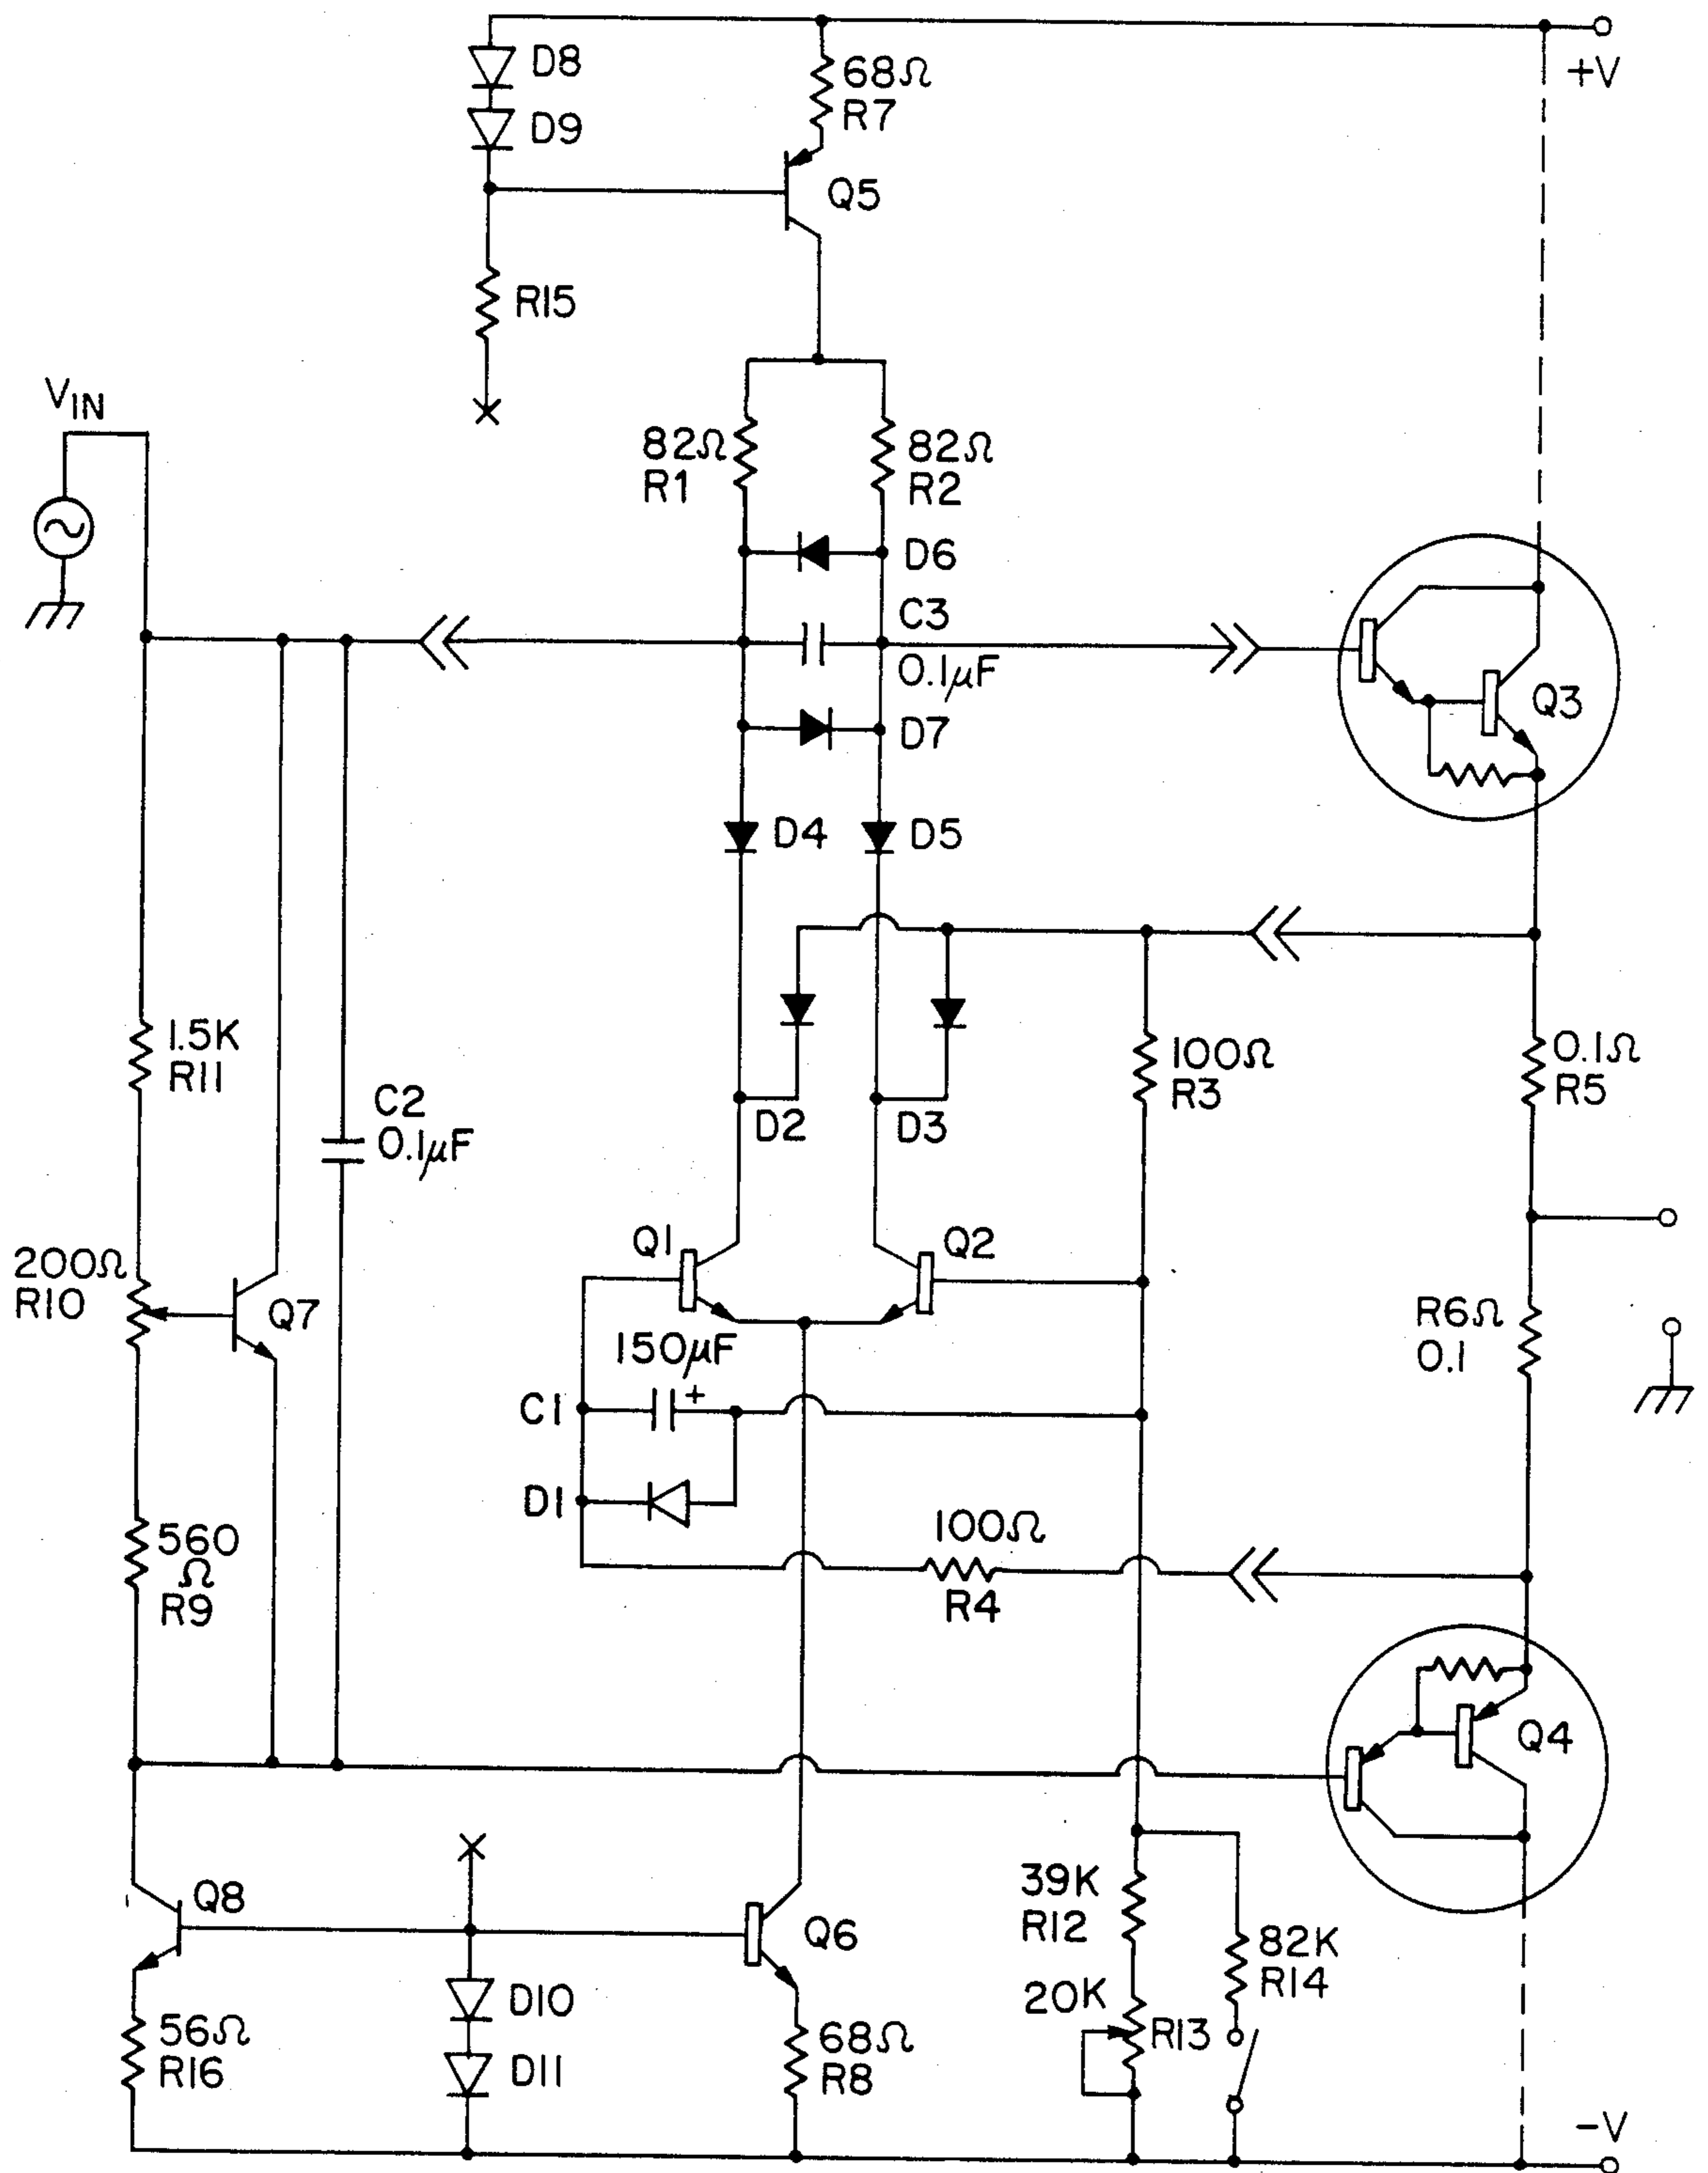 D8
68Ω
R7
+V
D9
Q5
R15
V_IN
82Ω
R1
82Ω
R2
D6
C3
0.1μF
Q3
D7
D4
D5
1.5K
R11
100Ω
R3
0.1Ω
R5
C2
0.1μF
D2
D3
Q1
Q2
200Ω
R10
Q7
150μF
+
R6Ω
0.1
C1
D1
100Ω
R4
560
Ω
R9
Q4
Q8
39K
R12
Q6
82K
R14
D10
20K
R13
56Ω
R16
68Ω
R8
D11
-V